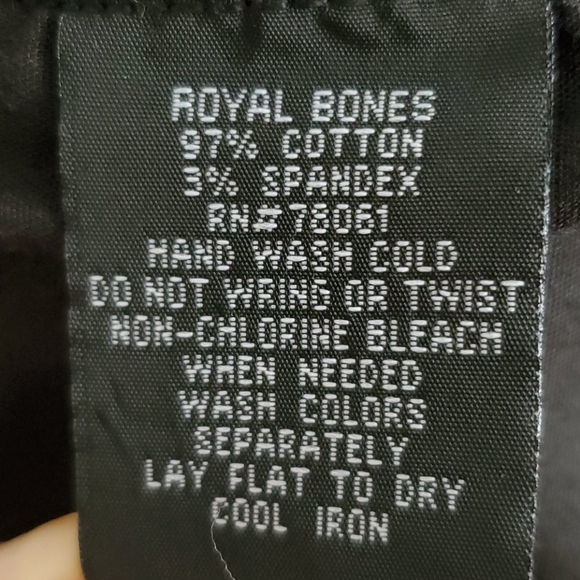 ROYAL BONES
97% COTTON
3% SPANDEX
RN# 78061
HAND WASH COLD
DO NOT WRING OR TWIST
NON-CHLORINE BLEACH
WHEN NEEDED
WASH COLORS
SEPARATELY
LAY FLAT TO DRY
COOL IRON